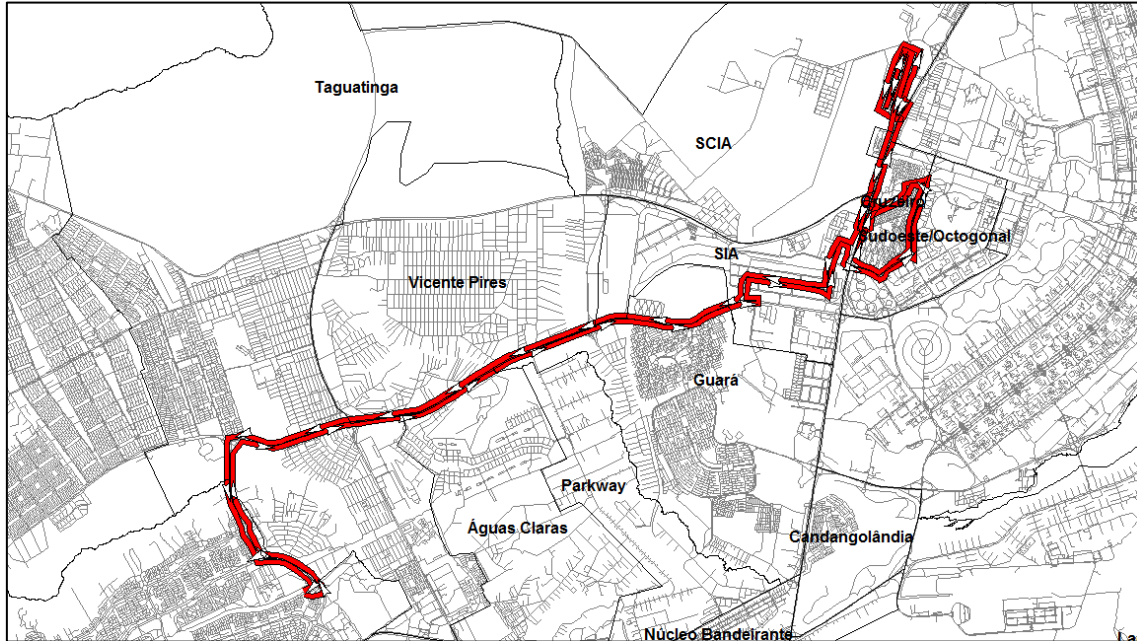 Taguatinga
SCIA
Cruzeiro
Sudoeste/Octogonal
SIA
Vicente Pires
Guará
Parkway
Águas Claras
Candangolândia
Núcleo Bandeirante